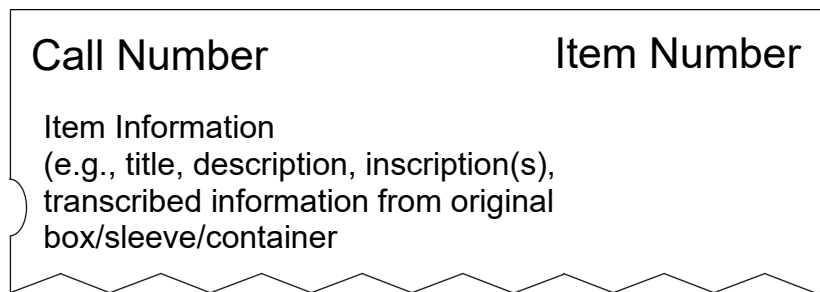 Call Number
Item Number
Item Information
(e.g., title, description, inscription(s),
transcribed information from original
box/sleeve/container